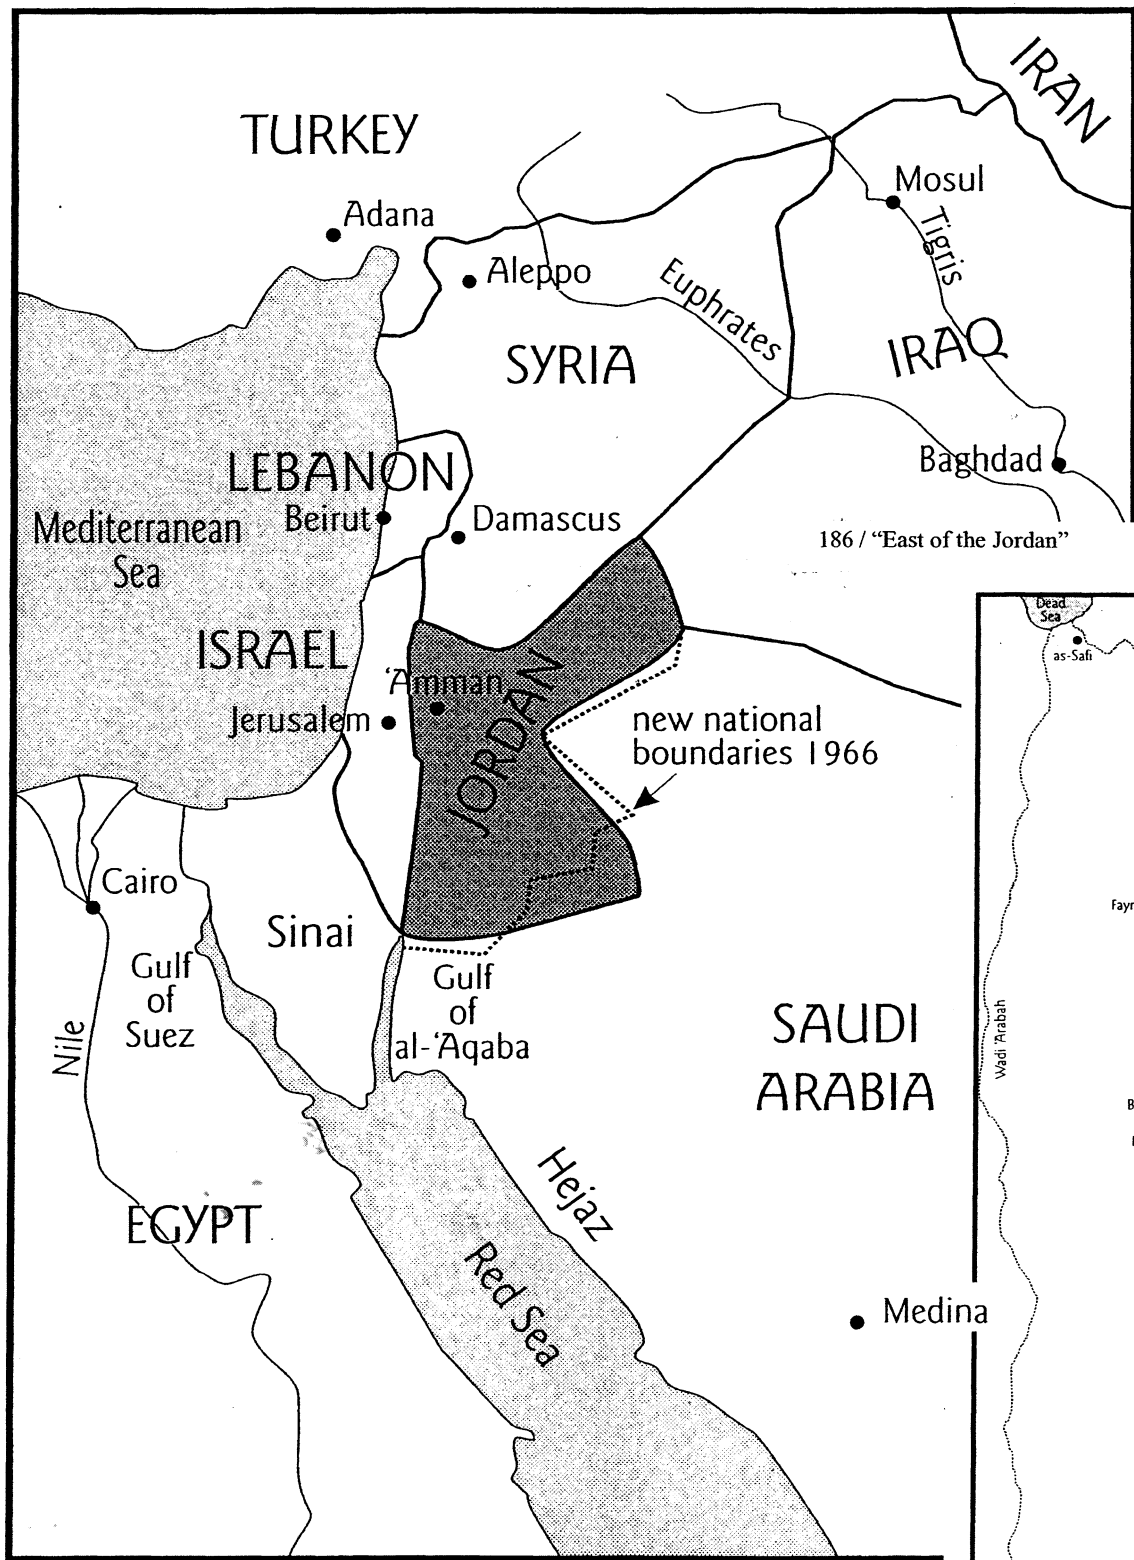 IRAN
TURKEY
Adana
Mosul
Tigris
Aleppo
Euphrates
IRAQ
SYRIA
LEBANON
Baghdad
Beirut
Damascus
Mediterranean
Sea
186 / “East of the Jordan”
Dead
Sea
as-Safi
ISRAEL
‘Amman
JORDAN
Jerusalem
new national
boundaries 1966
Cairo
Sinai
Gulf
of
Suez
Nile
Gulf
of
al-‘Aqaba
SAUDI
ARABIA
Wadi ‘Arabah
Hejaz
EGYPT
Red Sea
Medina